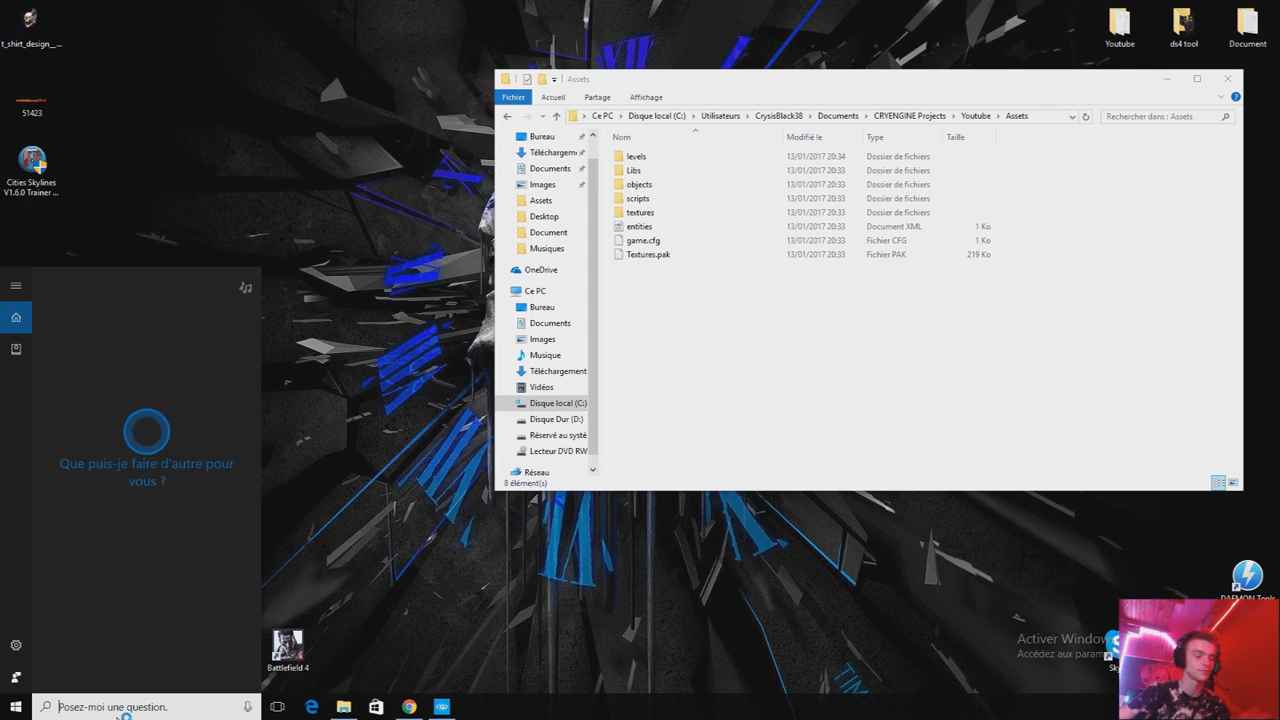 t_shirt_design__...
51423
Cities Skylines
V1.6.0 Trainer ...
Youtube
ds4 tool
Document
Assets
Fichier
Accueil
Partage
Affichage
Ce PC > Disque local (C:) > Utilisateurs > CrysisBlack38 > Documents > CRYENGINE Projects > Youtube > Assets
Rechercher dans : Assets
Bureau
Téléchargem
Documents
Images
Assets
Desktop
Document
Musiques
OneDrive
Ce PC
Bureau
Documents
Images
Musique
Téléchargement
Vidéos
Disque local (C:)
Disque Dur (D:)
Réservé au systè
Lecteur DVD RW
Réseau
Nom Modifié le Type Taille
levels 13/01/2017 20:34 Dossier de fichiers
Libs 13/01/2017 20:33 Dossier de fichiers
objects 13/01/2017 20:33 Dossier de fichiers
scripts 13/01/2017 20:33 Dossier de fichiers
textures 13/01/2017 20:33 Dossier de fichiers
entities 13/01/2017 20:33 Document XML 1 Ko
game.cfg 13/01/2017 20:33 Fichier CFG 1 Ko
Textures.pak 13/01/2017 20:33 Fichier PAK 219 Ko
8 élément(s)
Que puis-je faire d'autre pour
vous ?
Battlefield 4
DAEMON Tools
Activer Window
Accédez aux param
Sky
Posez-moi une question.